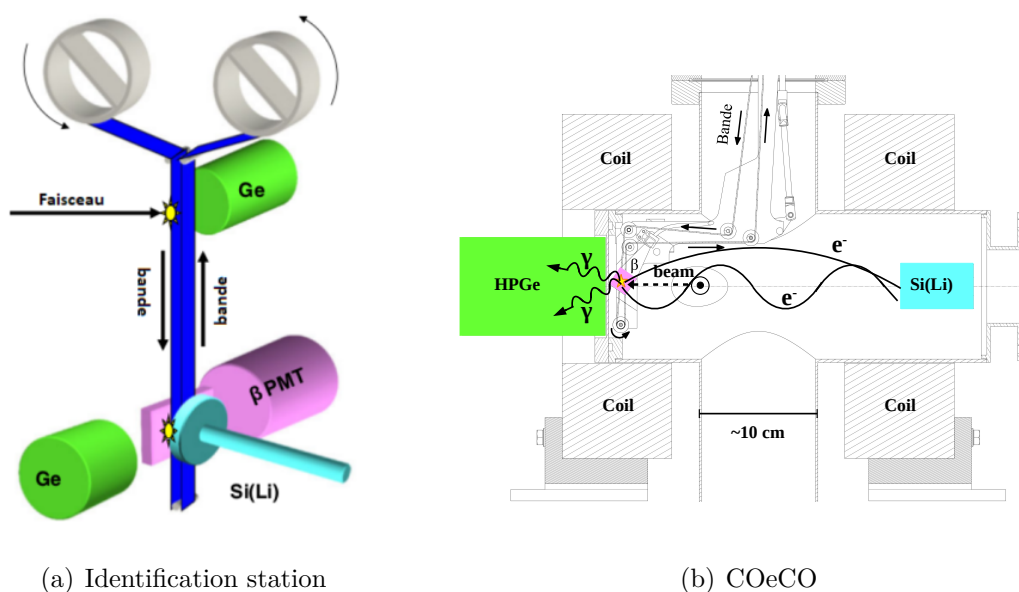 Ge
Faisceau
bande
bande
β PMT
Ge
Si(Li)
(a) Identification station
Bande
Coil
Coil
e-
γ
β
beam
HPGe
Si(Li)
e-
γ
Coil
Coil
~10 cm
(b) COeCO